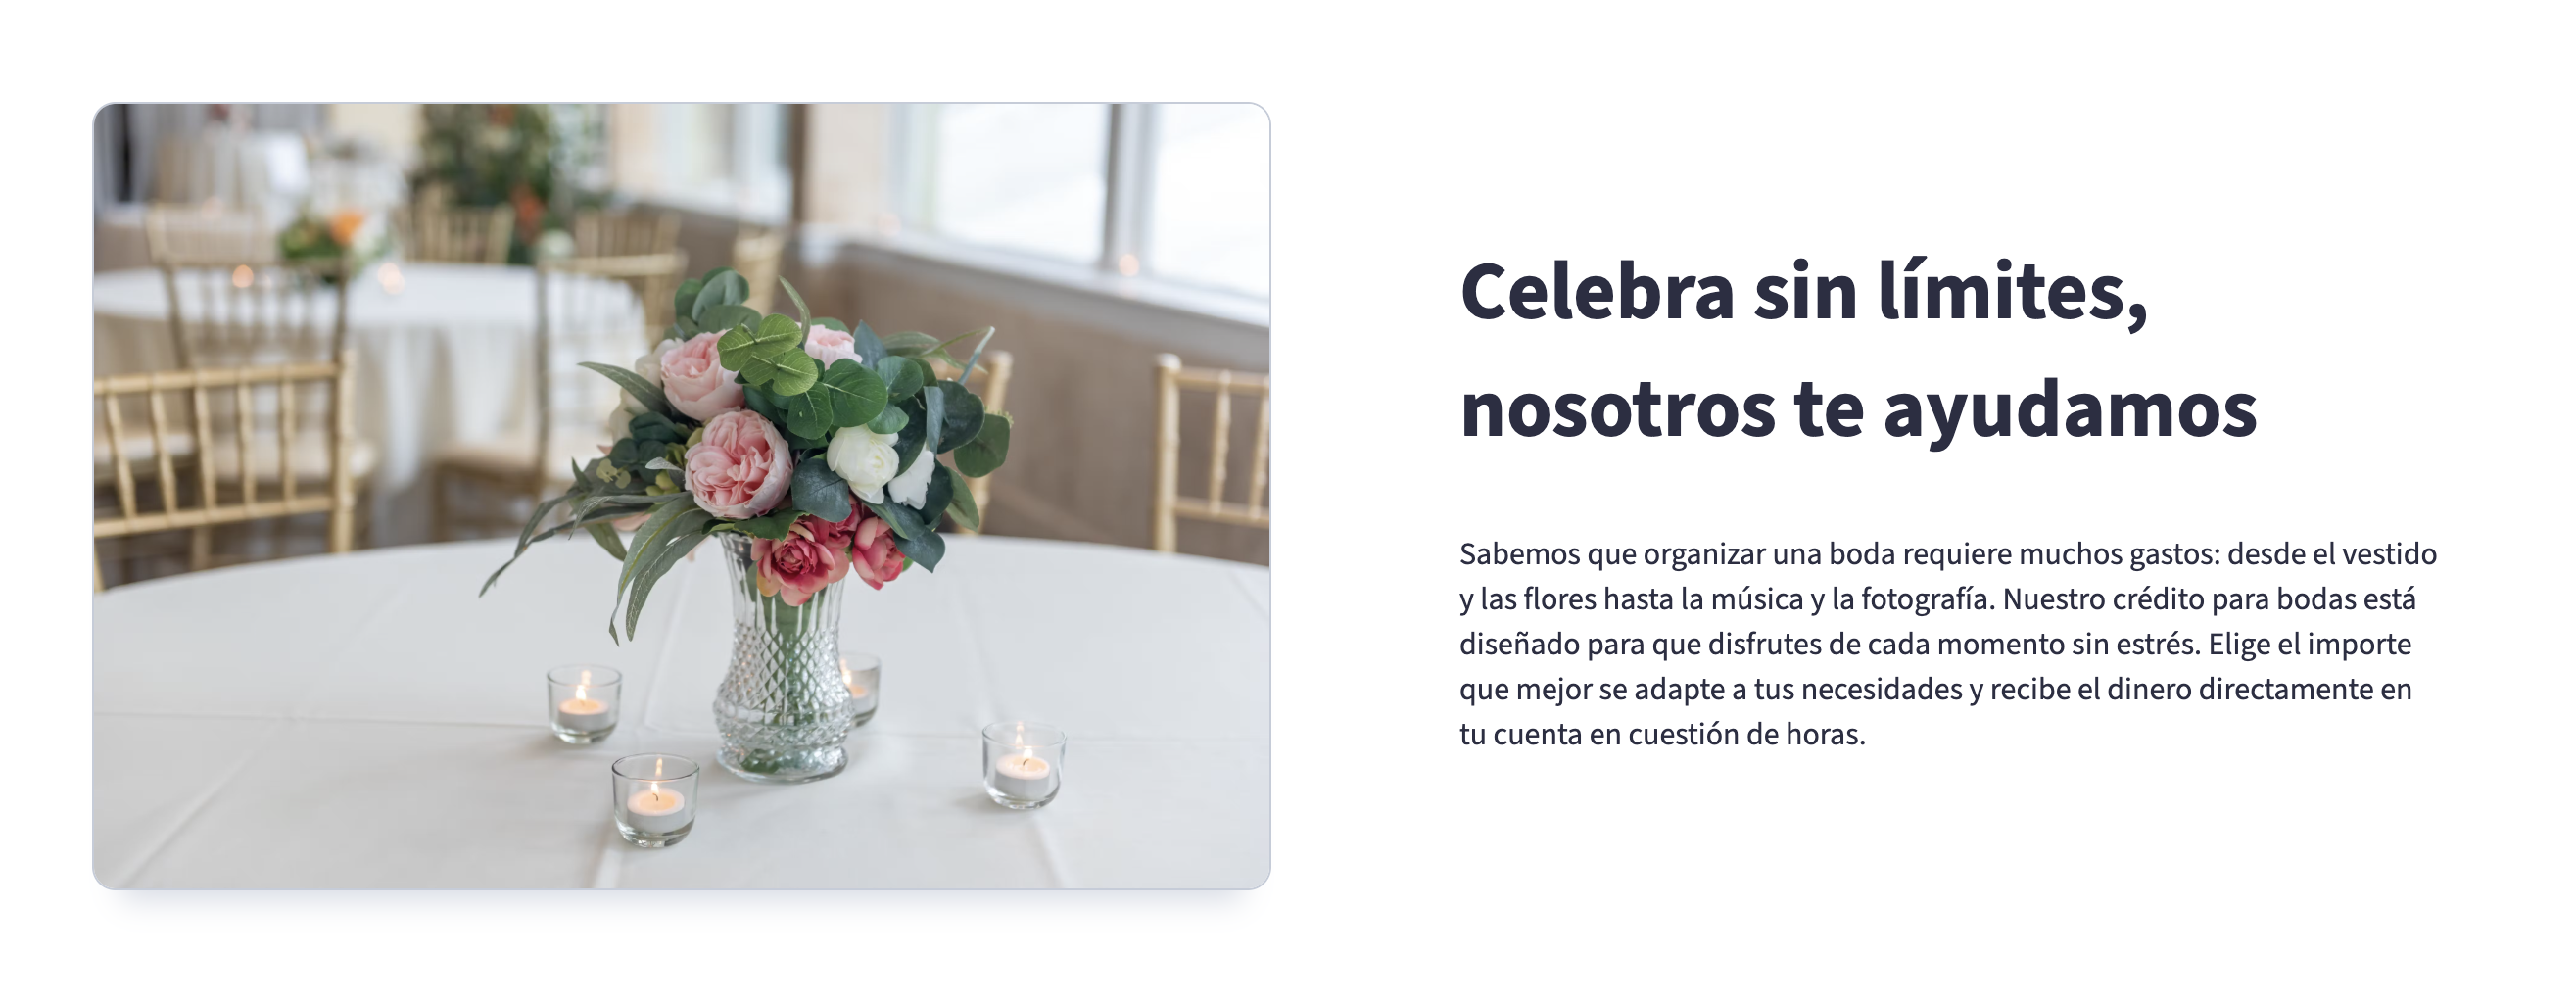 Celebra sin límites,
nosotros te ayudamos
Sabemos que organizar una boda requiere muchos gastos: desde el vestido
y las flores hasta la música y la fotografía. Nuestro crédito para bodas está
diseñado para que disfrutes de cada momento sin estrés. Elige el importe
que mejor se adapte a tus necesidades y recibe el dinero directamente en
tu cuenta en cuestión de horas.